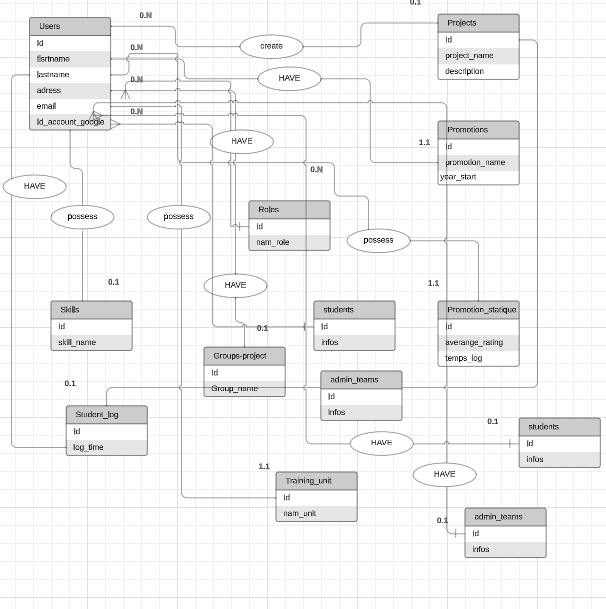 0.1
0.N
Users
Id
fisrtname
lastname
adress
email
Id_account_google
create
Projects
Id
project_name
description
0.N
0.N
0.N
HAVE
Promotions
Id
promotion_name
year_start
1.1
HAVE
0.N
HAVE
possess
possess
Roles
Id
nam_role
possess
0.1
HAVE
1.1
Skills
Id
skill_name
students
Id
infos
Promotion_statique
Id
averange_rating
temps_log
0.1
Groups-project
Id
Group_name
0.1
admin_teams
Id
infos
Student_log
Id
log_time
0.1
students
Id
infos
HAVE
1.1
HAVE
Training_unit
Id
nam_unit
0.1
admin_teams
Id
infos